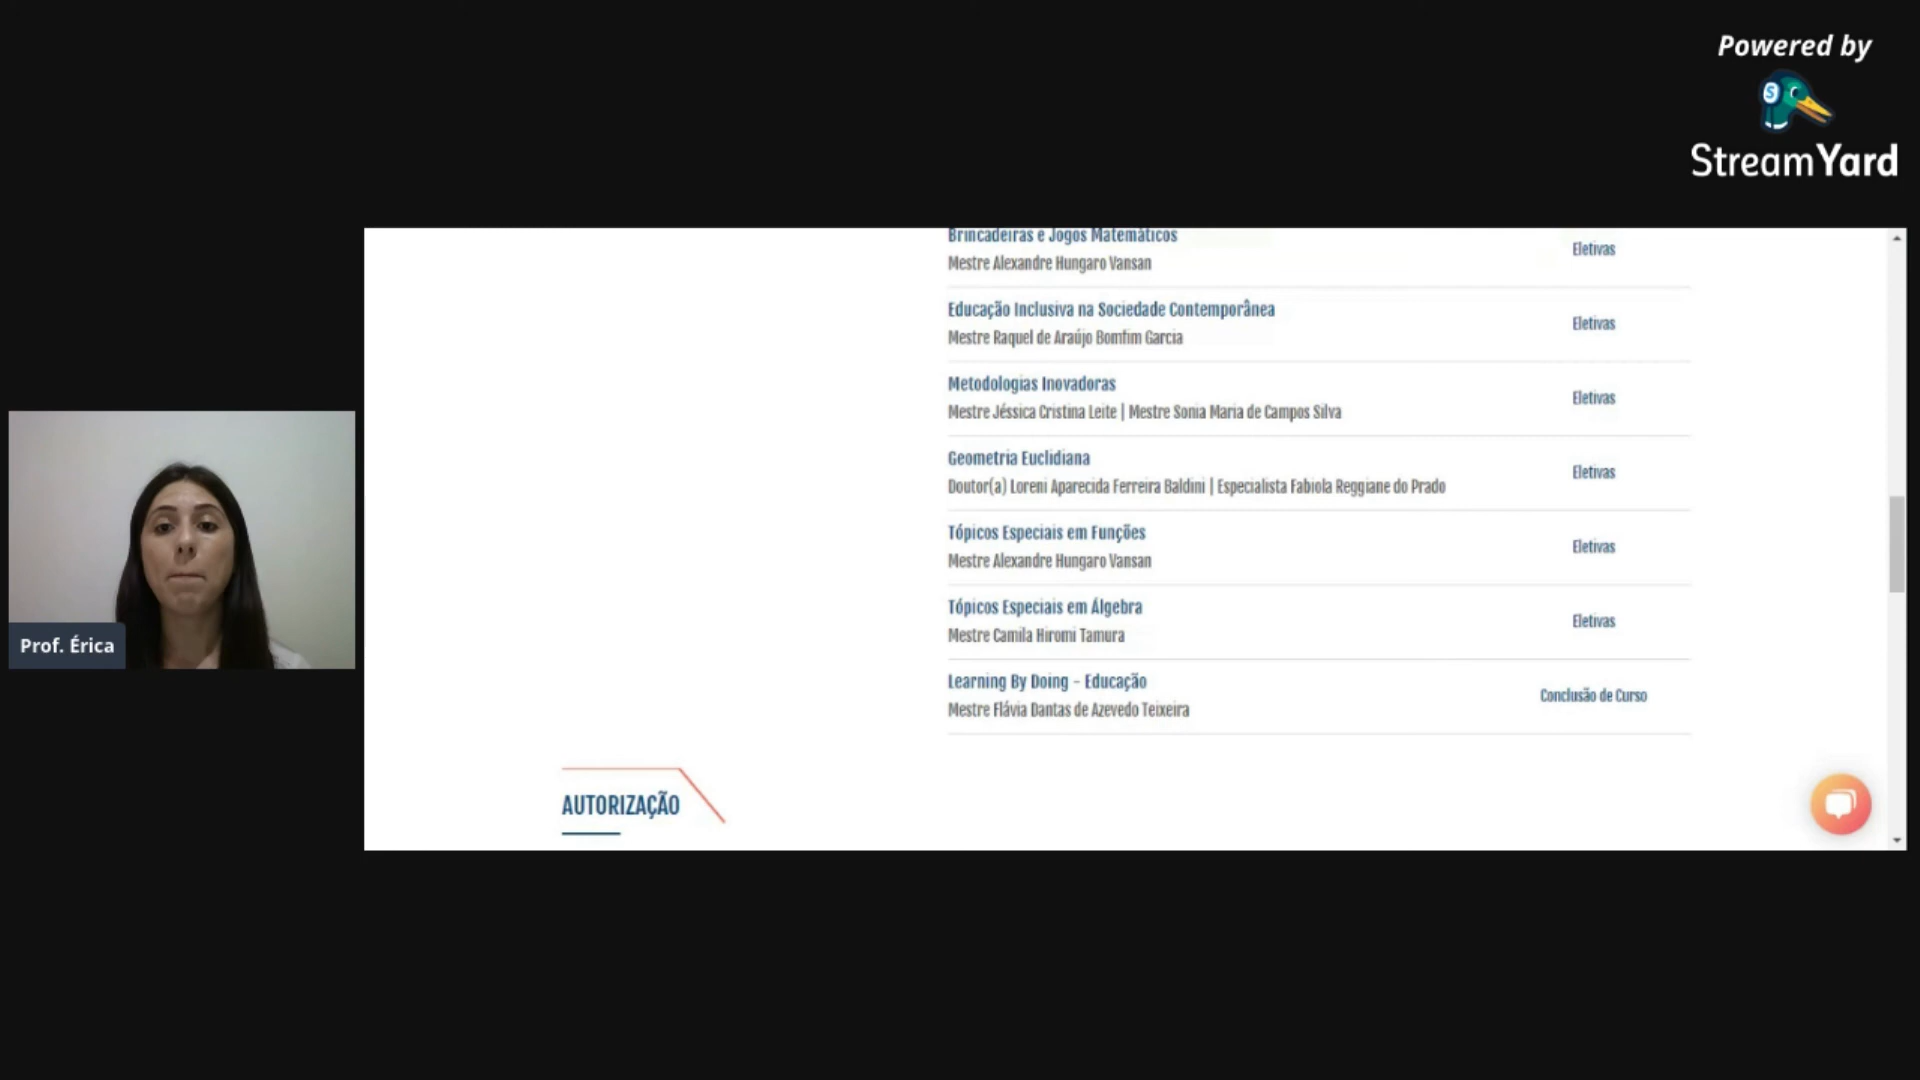 Powered by
StreamYard
Brincadeiras e Jogos Matemáticos
Eletivas
Mestre Alexandre Hungaro Vansan
Educação Inclusiva na Sociedade Contemporânea
Eletivas
Mestre Raquel de Araújo Bomfim Garcia
Metodologias Inovadoras
Eletivas
Mestre Jéssica Cristina Leite | Mestre Sonia Maria de Campos Silva
Geometria Euclidiana
Eletivas
Doutor(a) Loreni Aparecida Ferreira Baldini | Especialista Fabiola Reggiane do Prado
Tópicos Especiais em Funções
Eletivas
Mestre Alexandre Hungaro Vansan
Tópicos Especiais em Álgebra
Eletivas
Mestre Camila Hiromi Tamura
Learning By Doing - Educação
Conclusão de Curso
Mestre Flávia Dantas de Azevedo Teixeira
AUTORIZAÇÃO
Prof. Érica